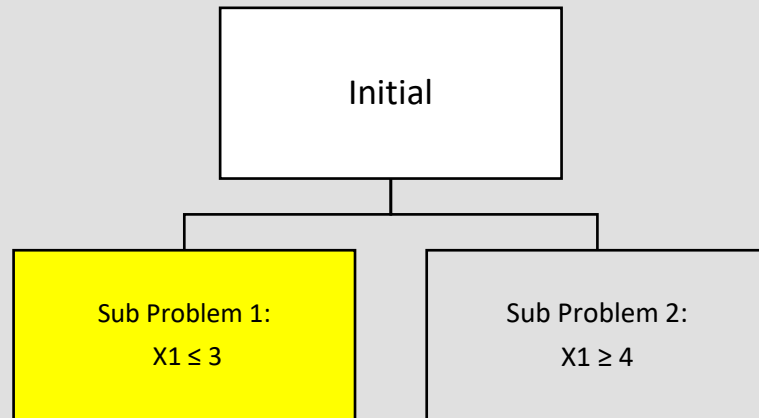 Initial
Sub Problem 1:
X1 ≤ 3
Sub Problem 2:
X1 ≥ 4